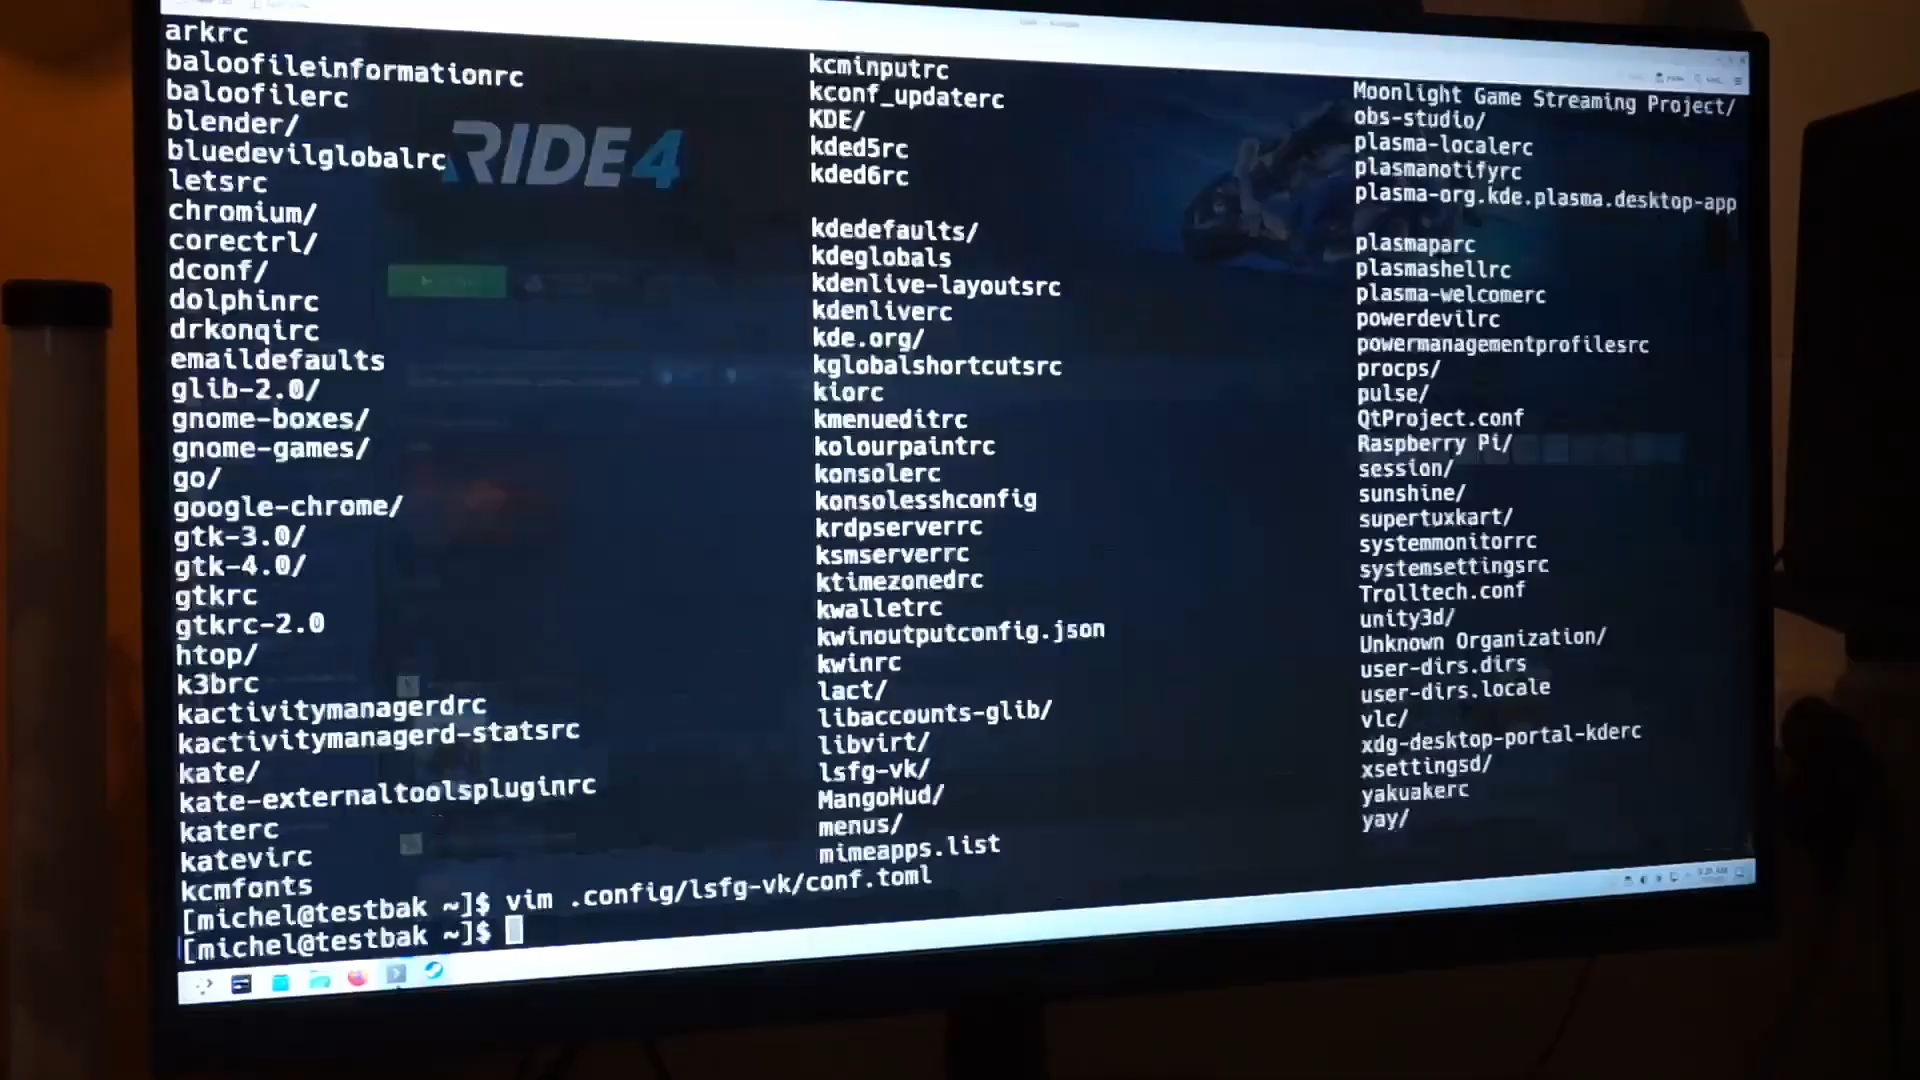 arkrc
baloofileinformationrc
baloofilerc
blender/
bluedevilglobalrc
letsrc
chromium/
corectrl/
dconf/
dolphinrc
drkonqirc
emaildefaults
glib-2.0/
gnome-boxes/
gnome-games/
go/
google-chrome/
gtk-3.0/
gtk-4.0/
gtkrc
gtkrc-2.0
htop/
k3brc
kactivitymanagerdrc
kactivitymanagerd-statsrc
kate/
kate-externaltoolspluginrc
katerc
katevirc
kcmfonts
kcminputrc
kconf_updaterc
KDE/
kded5rc
kded6rc
kdedefaults/
kdeglobals
kdenlive-layoutsrc
kdenliverc
kde.org/
kglobalshortcutsrc
kiorc
kmenueditrc
kolourpaintrc
konsolerc
konsolesshconfig
krdpserverrc
ksmserverrc
ktimezonedrc
kwalletrc
kwinoutputconfig.json
kwinrc
lact/
libaccounts-glib/
libvirt/
lsfg-vk/
MangoHud/
menus/
mimeapps.list
Moonlight Game Streaming Project/
obs-studio/
plasma-localerc
plasmanotifyrc
plasma-org.kde.plasma.desktop-app
plasmaparc
plasmashellrc
plasma-welcomerc
powerdevilrc
powermanagementprofilesrc
procps/
pulse/
QtProject.conf
Raspberry Pi/
session/
sunshine/
supertuxkart/
systemmonitorrc
systemsettingsrc
Trolltech.conf
unity3d/
Unknown Organization/
user-dirs.dirs
user-dirs.locale
vlc/
xdg-desktop-portal-kderc
xsettingsd/
yakuakerc
yay/
[michel@testbak ~]$ vim .config/lsfg-vk/conf.toml
[michel@testbak ~]$
RIDE 4